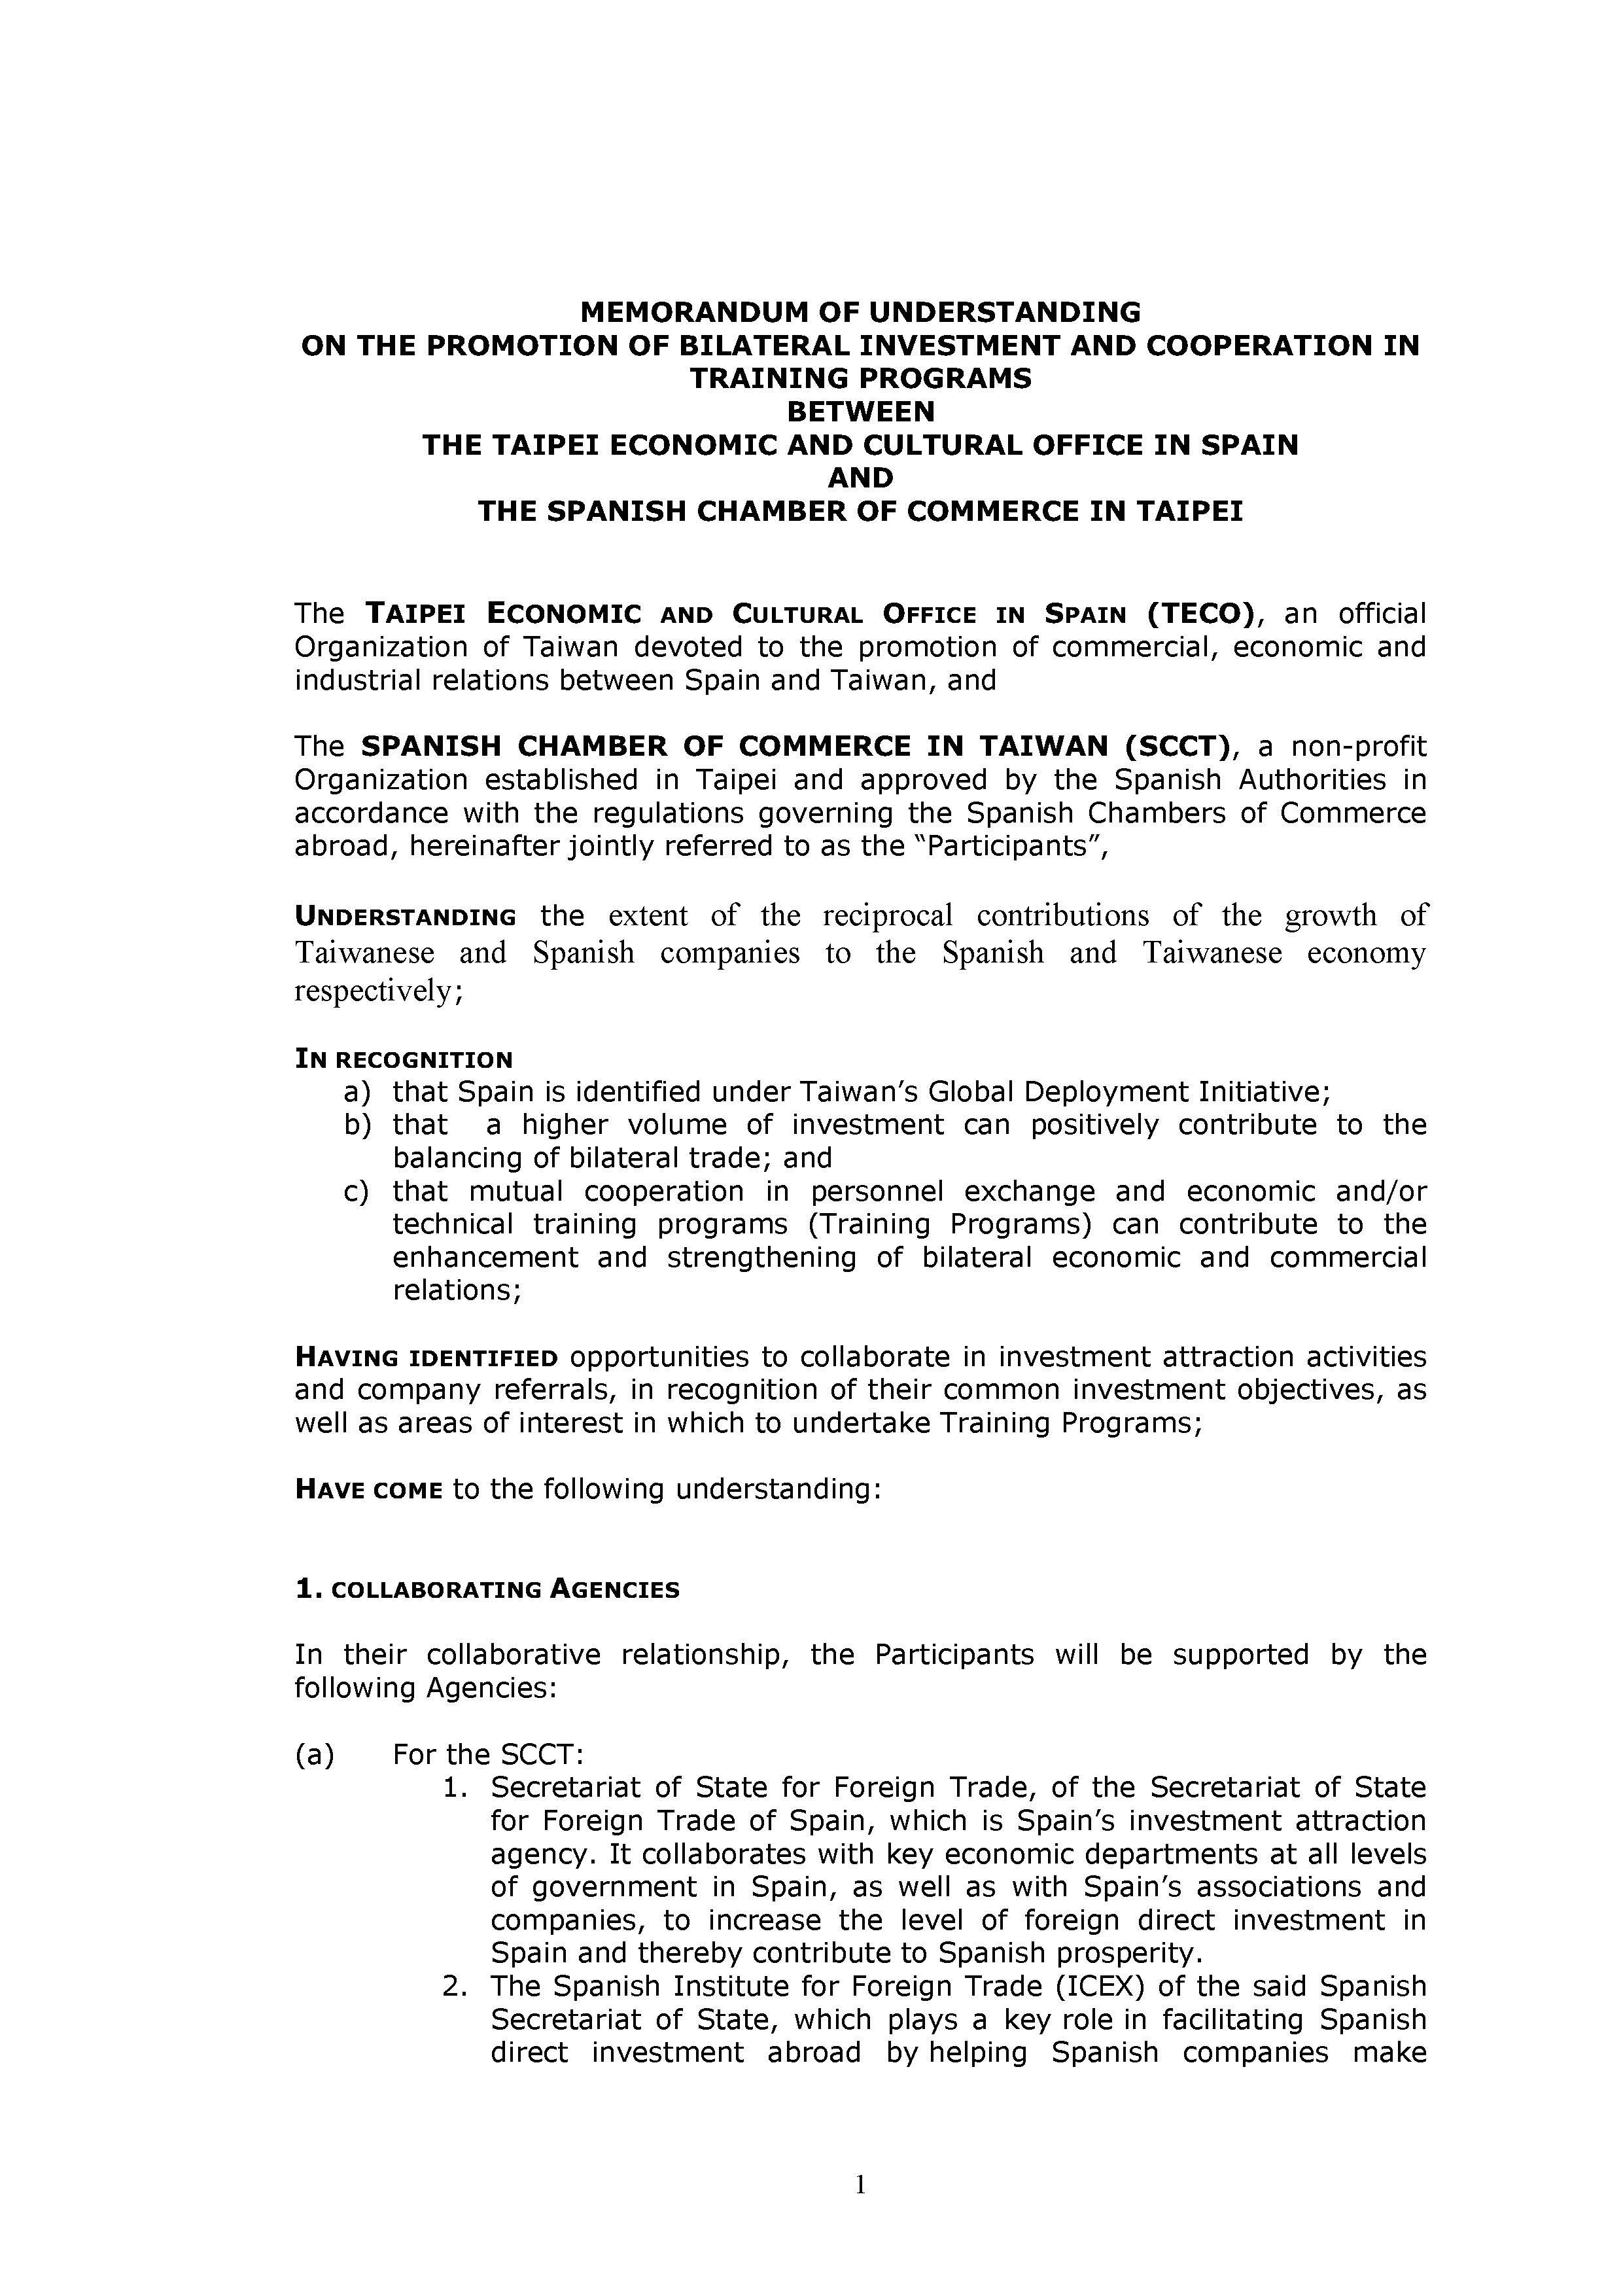 MEMORANDUM OF UNDERSTANDING
ON THE PROMOTION OF BILATERAL INVESTMENT AND COOPERATION IN
TRAINING PROGRAMS
BETWEEN
THE TAIPEI ECONOMIC AND CULTURAL OFFICE IN SPAIN
AND
THE SPANISH CHAMBER OF COMMERCE IN TAIPEI
The TAIPEI ECONOMIC AND CULTURAL OFFICE IN SPAIN (TECO), an official
Organization of Taiwan devoted to the promotion of commercial, economic and
industrial relations between Spain and Taiwan, and
The SPANISH CHAMBER OF COMMERCE IN TAIWAN (SCCT), a non-profit
Organization established in Taipei and approved by the Spanish Authorities in
accordance with the regulations governing the Spanish Chambers of Commerce
abroad, hereinafter jointly referred to as the “Participants”,
UNDERSTANDING the extent of the reciprocal contributions of the growth of
Taiwanese and Spanish companies to the Spanish and Taiwanese economy
respectively;
IN RECOGNITION
a) that Spain is identified under Taiwan’s Global Deployment Initiative;
b) that a higher volume of investment can positively contribute to the
balancing of bilateral trade; and
c) that mutual cooperation in personnel exchange and economic and/or
technical training programs (Training Programs) can contribute to the
enhancement and strengthening of bilateral economic and commercial
relations;
HAVING IDENTIFIED opportunities to collaborate in investment attraction activities
and company referrals, in recognition of their common investment objectives, as
well as areas of interest in which to undertake Training Programs;
HAVE COME to the following understanding:
1. COLLABORATING AGENCIES
In their collaborative relationship, the Participants will be supported by the
following Agencies:
(a) For the SCCT:
1. Secretariat of State for Foreign Trade, of the Secretariat of State
for Foreign Trade of Spain, which is Spain’s investment attraction
agency. It collaborates with key economic departments at all levels
of government in Spain, as well as with Spain’s associations and
companies, to increase the level of foreign direct investment in
Spain and thereby contribute to Spanish prosperity.
2. The Spanish Institute for Foreign Trade (ICEX) of the said Spanish
Secretariat of State, which plays a key role in facilitating Spanish
direct investment abroad by helping Spanish companies make
1